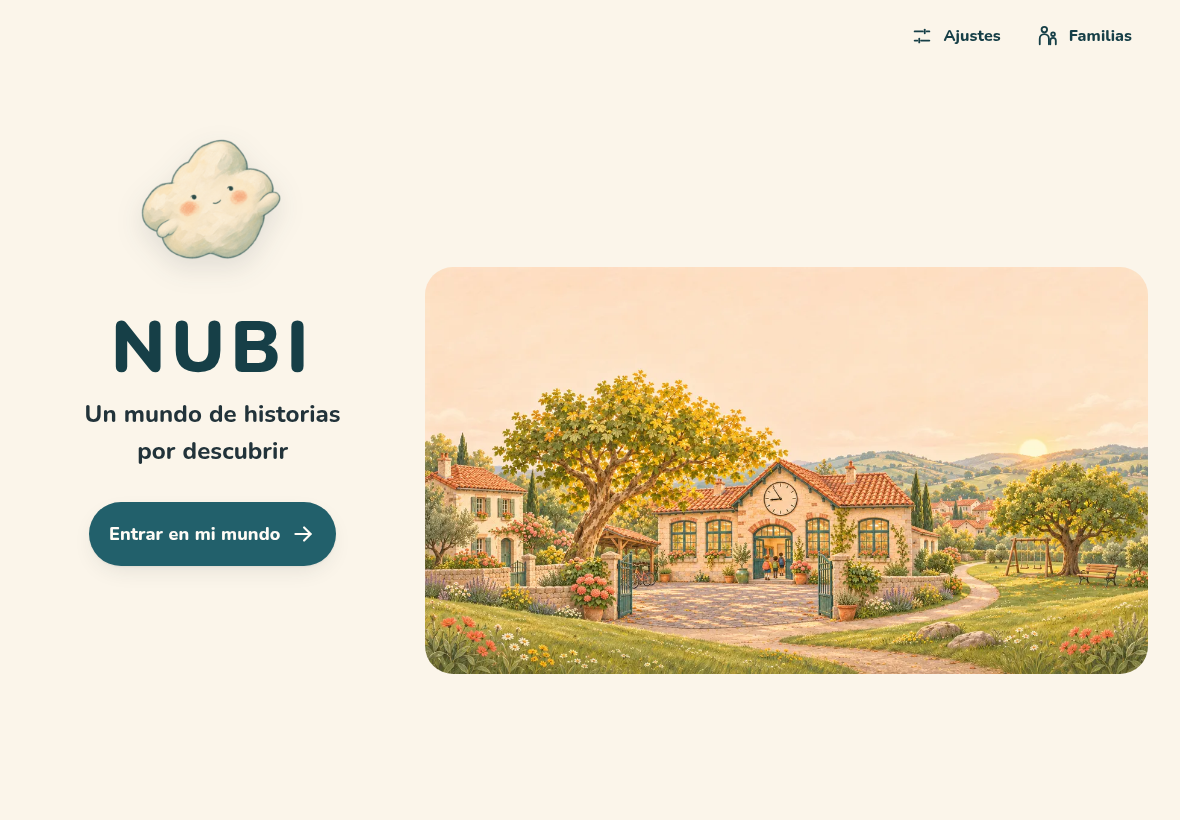 Ajustes
Familias
NUBI
Un mundo de historias
por descubrir
Entrar en mi mundo